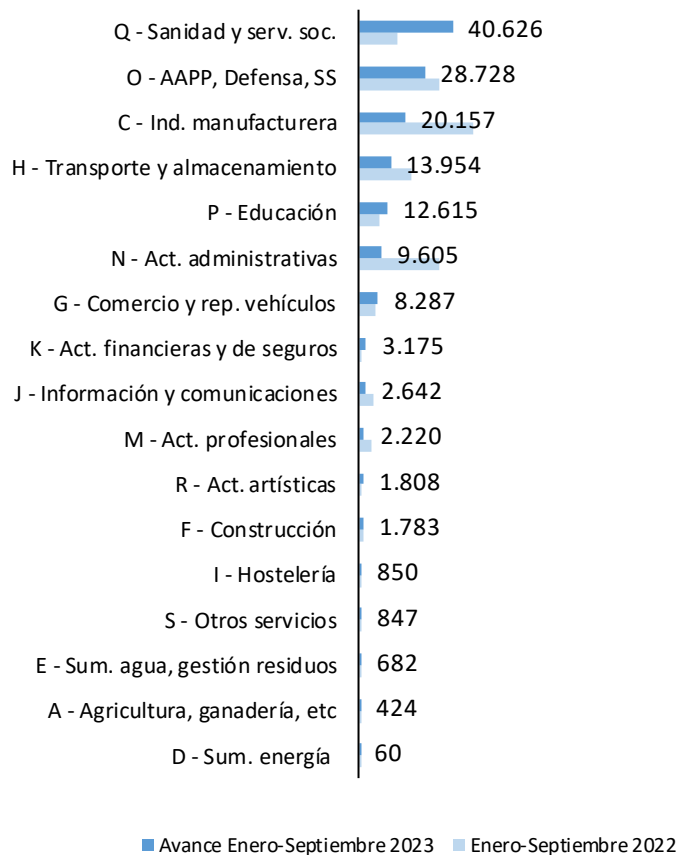 Q - Sanidad y serv. soc. 40.626
O - AAPP, Defensa, SS 28.728
C - Ind. manufacturera 20.157
H - Transporte y almacenamiento 13.954
P - Educación 12.615
N - Act. administrativas 9.605
G - Comercio y rep. vehículos 8.287
K - Act. financieras y de seguros 3.175
J - Información y comunicaciones 2.642
M - Act. profesionales 2.220
R - Act. artísticas 1.808
F - Construcción 1.783
I - Hostelería 850
S - Otros servicios 847
E - Sum. agua, gestión residuos 682
A - Agricultura, ganadería, etc 424
D - Sum. energía 60
Avance Enero-Septiembre 2023 Enero-Septiembre 2022